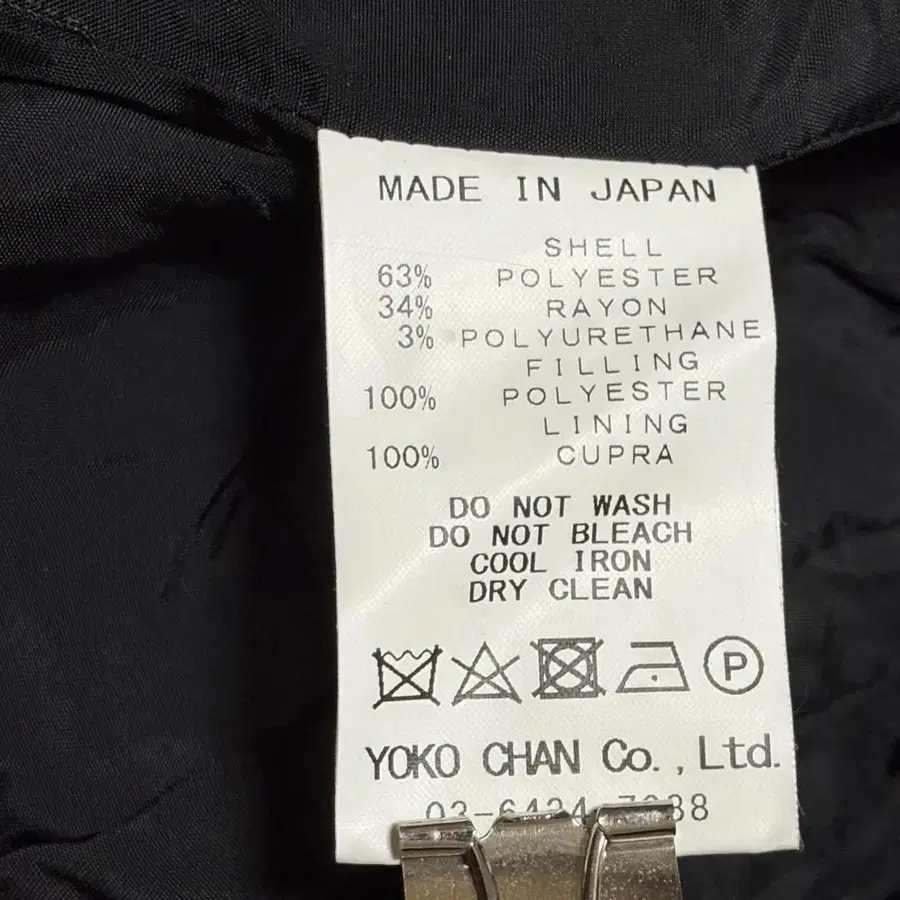 MADE IN JAPAN
SHELL
63% POLYESTER
34% RAYON
3% POLYURETHANE
FILLING
100% POLYESTER
LINING
100% CUPRA
DO NOT WASH
DO NOT BLEACH
COOL IRON
DRY CLEAN
P
YOKO CHAN Co., Ltd.